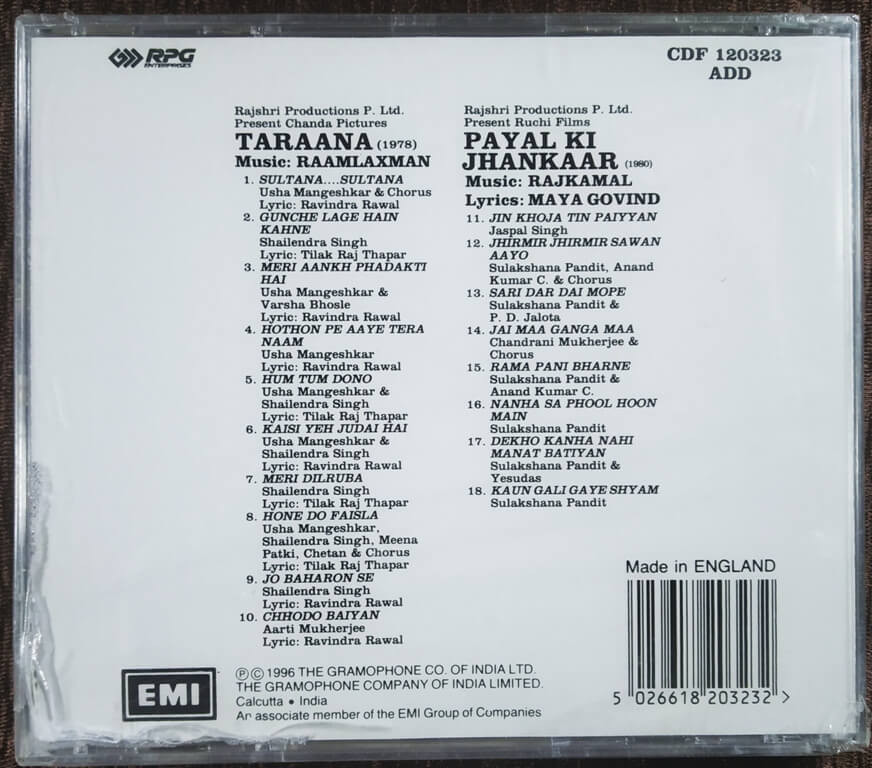 RPG
ENTERPRISES
CDF 120323
ADD
Rajshri Productions P. Ltd.
Present Chanda Pictures
TARAANA (1978)
Music: RAAMLAXMAN
1. SULTANA....SULTANA
Usha Mangeshkar & Chorus
Lyric: Ravindra Rawal
2. GUNCHE LAGE HAIN
KAHNE
Shailendra Singh
Lyric: Tilak Raj Thapar
3. MERI AANKH PHADAKTI
HAI
Usha Mangeshkar &
Varsha Bhosle
Lyric: Ravindra Rawal
4. HOTHON PE AAYE TERA
NAAM
Usha Mangeshkar
Lyric: Ravindra Rawal
5. HUM TUM DONO
Usha Mangeshkar &
Shailendra Singh
Lyric: Tilak Raj Thapar
6. KAISI YEH JUDAI HAI
Usha Mangeshkar &
Shailendra Singh
Lyric: Ravindra Rawal
7. MERI DILRUBA
Shailendra Singh
Lyric: Tilak Raj Thapar
8. HONE DO FAISLA
Usha Mangeshkar,
Shailendra Singh, Meena
Patki, Chetan & Chorus
Lyric: Tilak Raj Thapar
9. JO BAHARON SE
Shailendra Singh
Lyric: Ravindra Rawal
10. CHHODO BAIYAN
Aarti Mukherjee
Lyric: Ravindra Rawal
Rajshri Productions P. Ltd.
Present Ruchi Films
PAYAL KI
JHANKAAR (1980)
Music: RAJKAMAL
Lyrics: MAYA GOVIND
11. JIN KHOJA TIN PAIYYAN
Jaspal Singh
12. JHIRMIR JHIRMIR SAWAN
AAYO
Sulakshana Pandit, Anand
Kumar C. & Chorus
13. SARI DAR DAI MOPE
Sulakshana Pandit &
P. D. Jalota
14. JAI MAA GANGA MAA
Chandrani Mukherjee &
Chorus
15. RAMA PANI BHARNE
Sulakshana Pandit &
Anand Kumar C.
16. NANHA SA PHOOL HOON
MAIN
Sulakshana Pandit
17. DEKHO KANHA NAHI
MANAT BATIYAN
Sulakshana Pandit &
Yesudas
18. KAUN GALI GAYE SHYAM
Sulakshana Pandit
Made in ENGLAND
5 026618 203232 >
EMI
Ⓟ© 1996 THE GRAMOPHONE CO. OF INDIA LTD.
THE GRAMOPHONE COMPANY OF INDIA LIMITED.
Calcutta • India
An associate member of the EMI Group of Companies